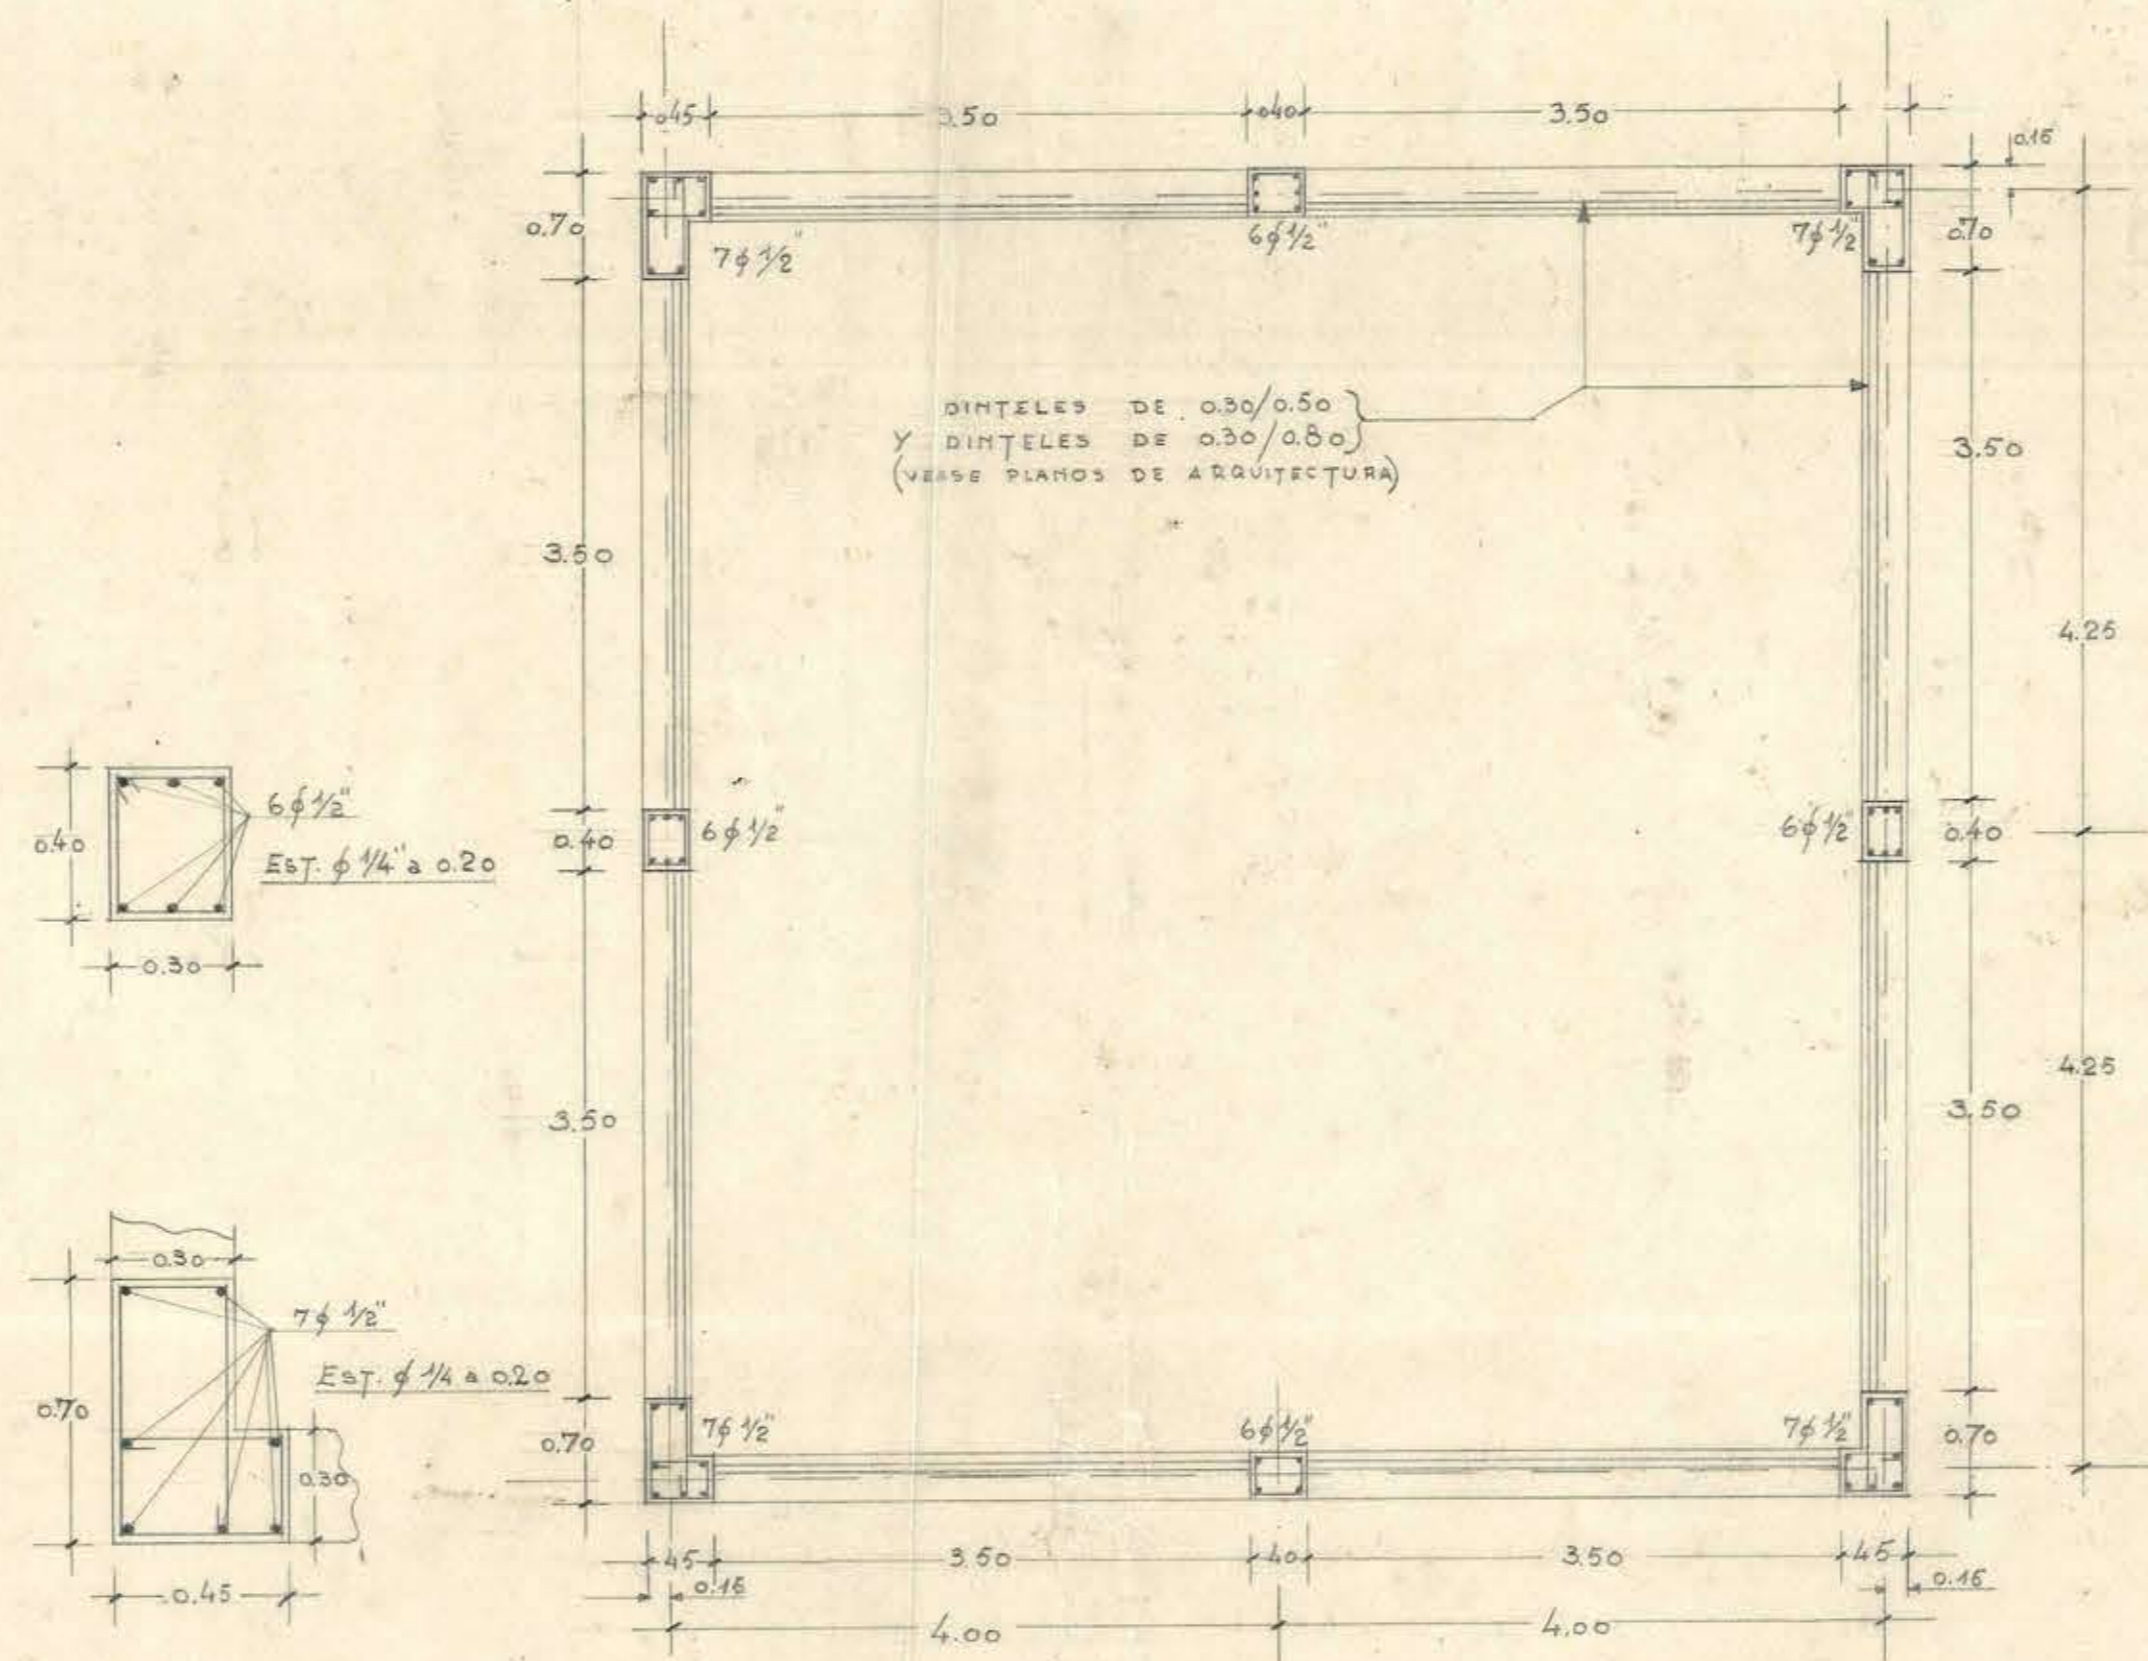 0.45 3.50 0.40 3.50
0.15
0.70
7ϕ 1/2"
6ϕ 1/2"
7ϕ 1/2
0.70
DINTELES DE 0.30/0.50
Y DINTELES DE 0.30/0.80
(VEASE PLANOS DE ARQUITECTURA)
3.50
3.50
4.25
0.40
6ϕ 1/2"
EST. ϕ 1/4" a 0.20
0.30
0.40
6ϕ 1/2"
6ϕ 1/2"
0.40
3.50
4.25
3.50
0.30
7ϕ 1/2"
EST. ϕ 1/4 a 0.20
0.70
0.30
0.45
0.70
7ϕ 1/2"
6ϕ 1/2"
7ϕ 1/2"
0.70
45 3.50 40 3.50 45
0.15
0.15
4.00 4.00